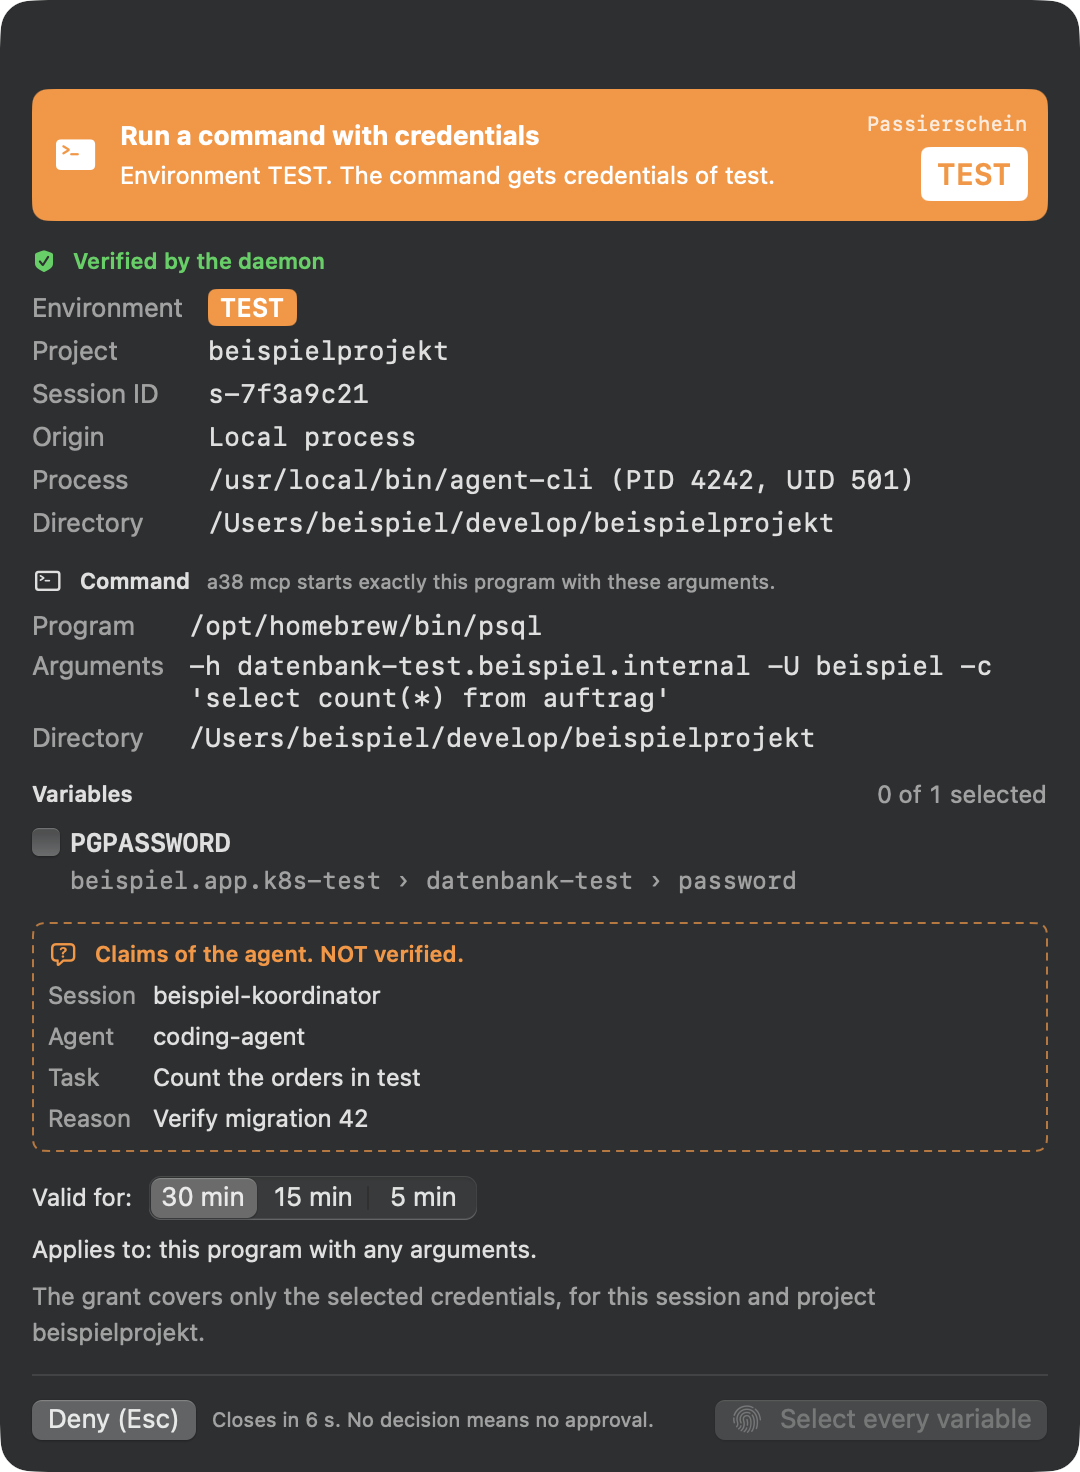 Passierschein
Run a command with credentials
Environment TEST. The command gets credentials of test.
TEST
Verified by the daemon
Environment TEST
Project beispielprojekt
Session ID s-7f3a9c21
Origin Local process
Process /usr/local/bin/agent-cli (PID 4242, UID 501)
Directory /Users/beispiel/develop/beispielprojekt
Command a38 mcp starts exactly this program with these arguments.
Program /opt/homebrew/bin/psql
Arguments -h datenbank-test.beispiel.internal -U beispiel -c
'select count(*) from auftrag'
Directory /Users/beispiel/develop/beispielprojekt
Variables 0 of 1 selected
PGPASSWORD
beispiel.app.k8s-test › datenbank-test › password
Claims of the agent. NOT verified.
Session beispiel-koordinator
Agent coding-agent
Task Count the orders in test
Reason Verify migration 42
Valid for: 30 min 15 min 5 min
Applies to: this program with any arguments.
The grant covers only the selected credentials, for this session and project
beispielprojekt.
Deny (Esc) Closes in 6 s. No decision means no approval. Select every variable